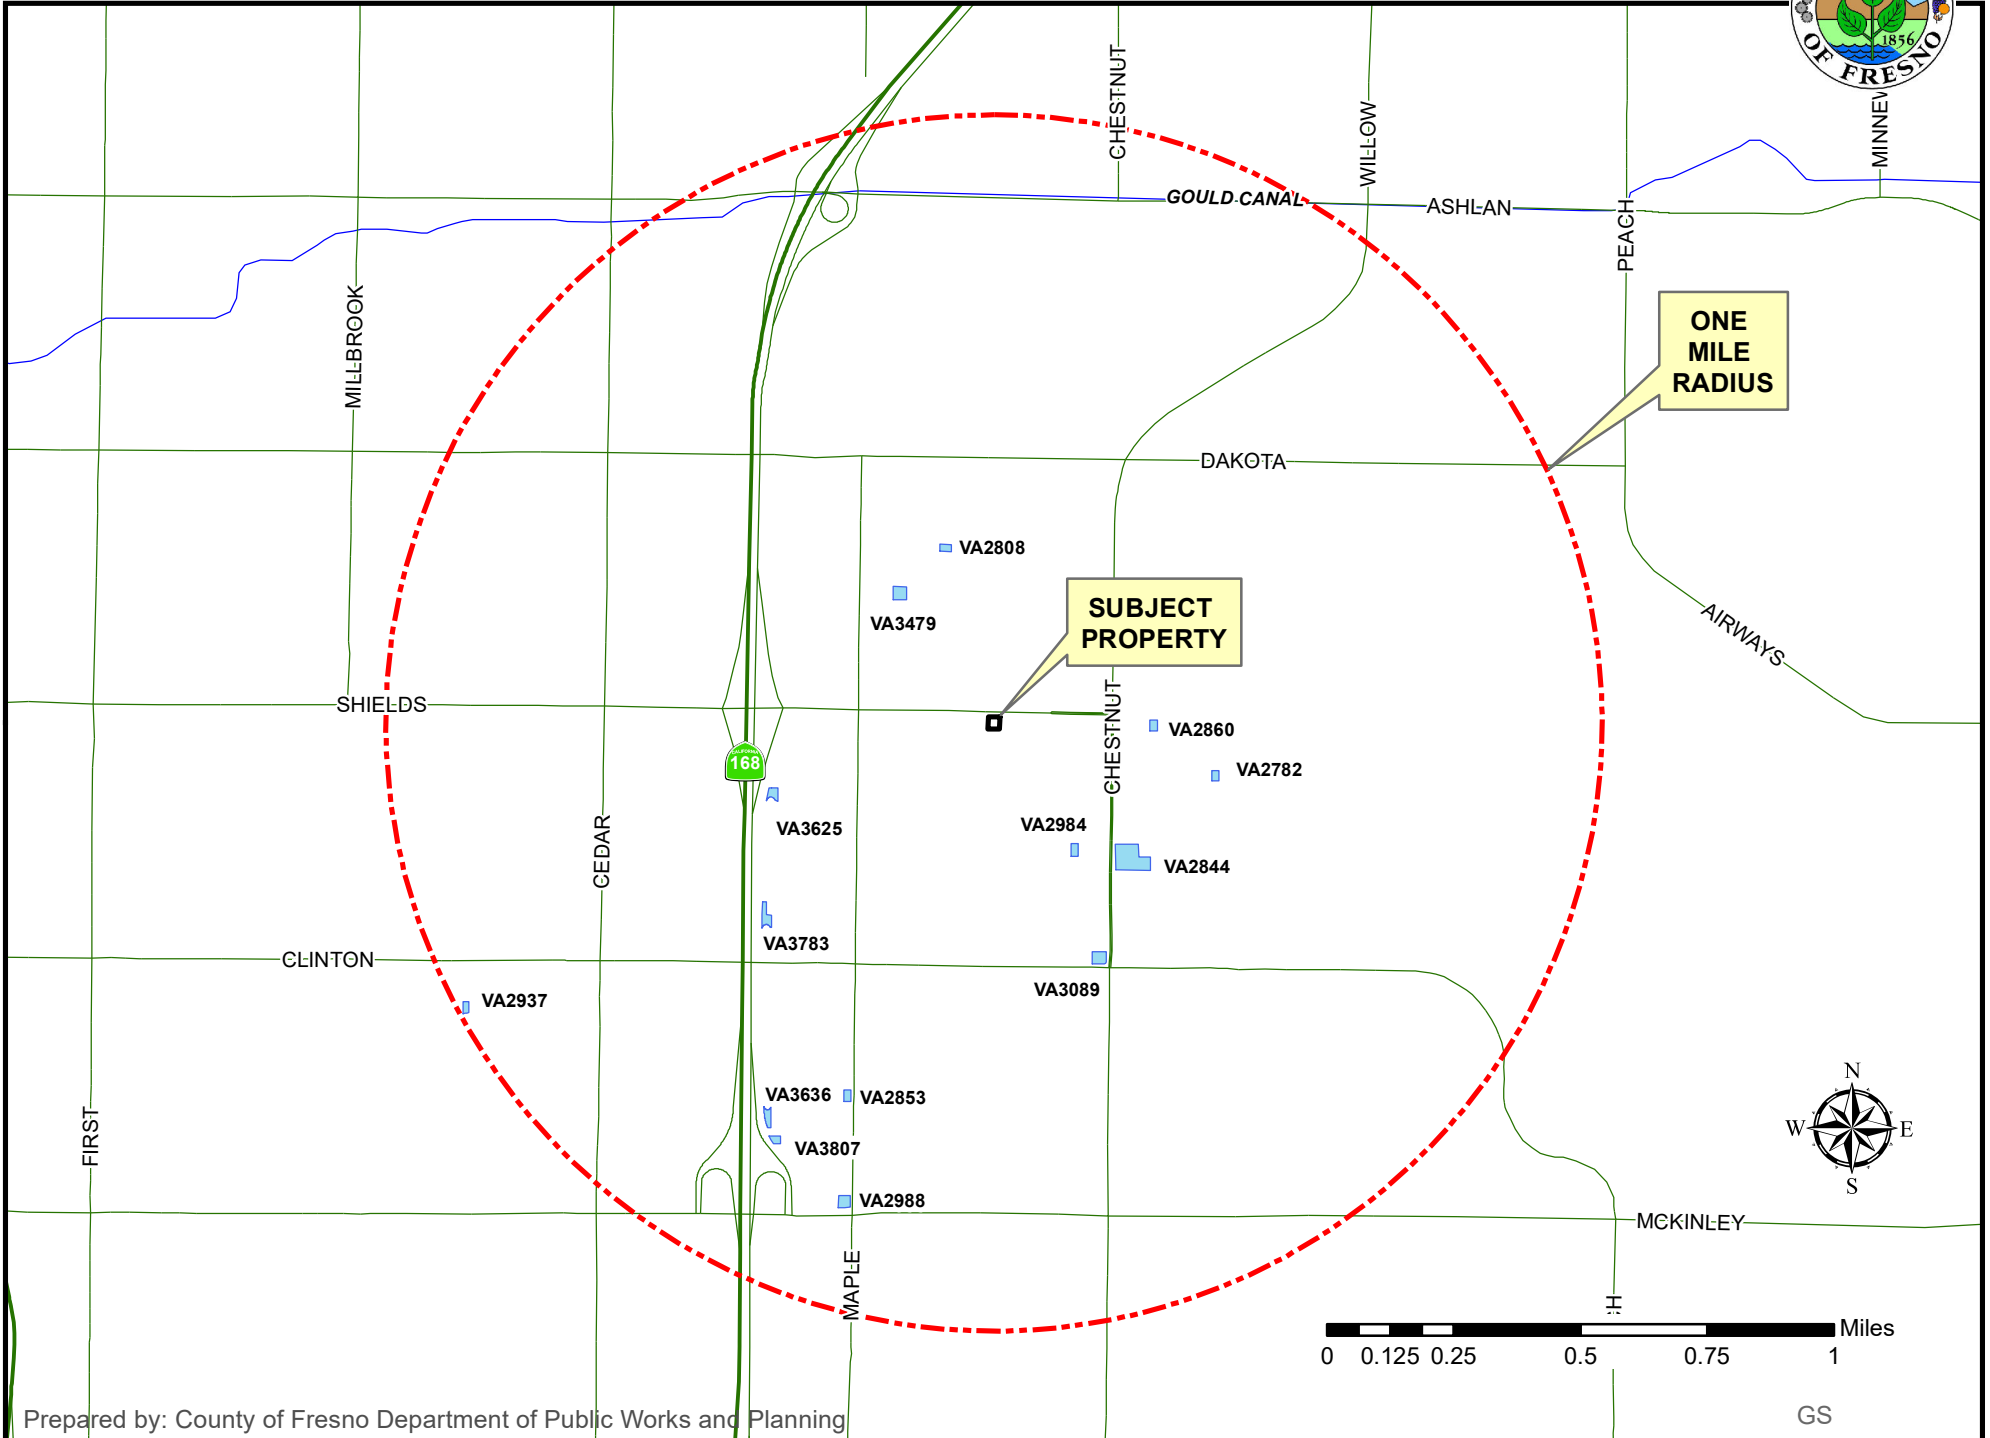 1856
OF FRESNO
CHESTNUT
WILLOW
GOULD CANAL
ASHLAN
PEACH
MILLBROOK
ONE
MILE
RADIUS
DAKOTA
VA2808
VA3479
SUBJECT
PROPERTY
AIRWAYS
SHIELDS
CHESTNUT
VA2860
CALIFORNIA
168
VA2782
VA3625
VA2984
CEDAR
VA2844
VA3783
CLINTON
VA3089
VA2937
VA3636
VA2853
FIRST
VA3807
N
W
E
S
VA2988
MCKINLEY
MAPLE
Miles
0 0.125 0.25 0.5 0.75 1
Prepared by: County of Fresno Department of Public Works and Planning
GS